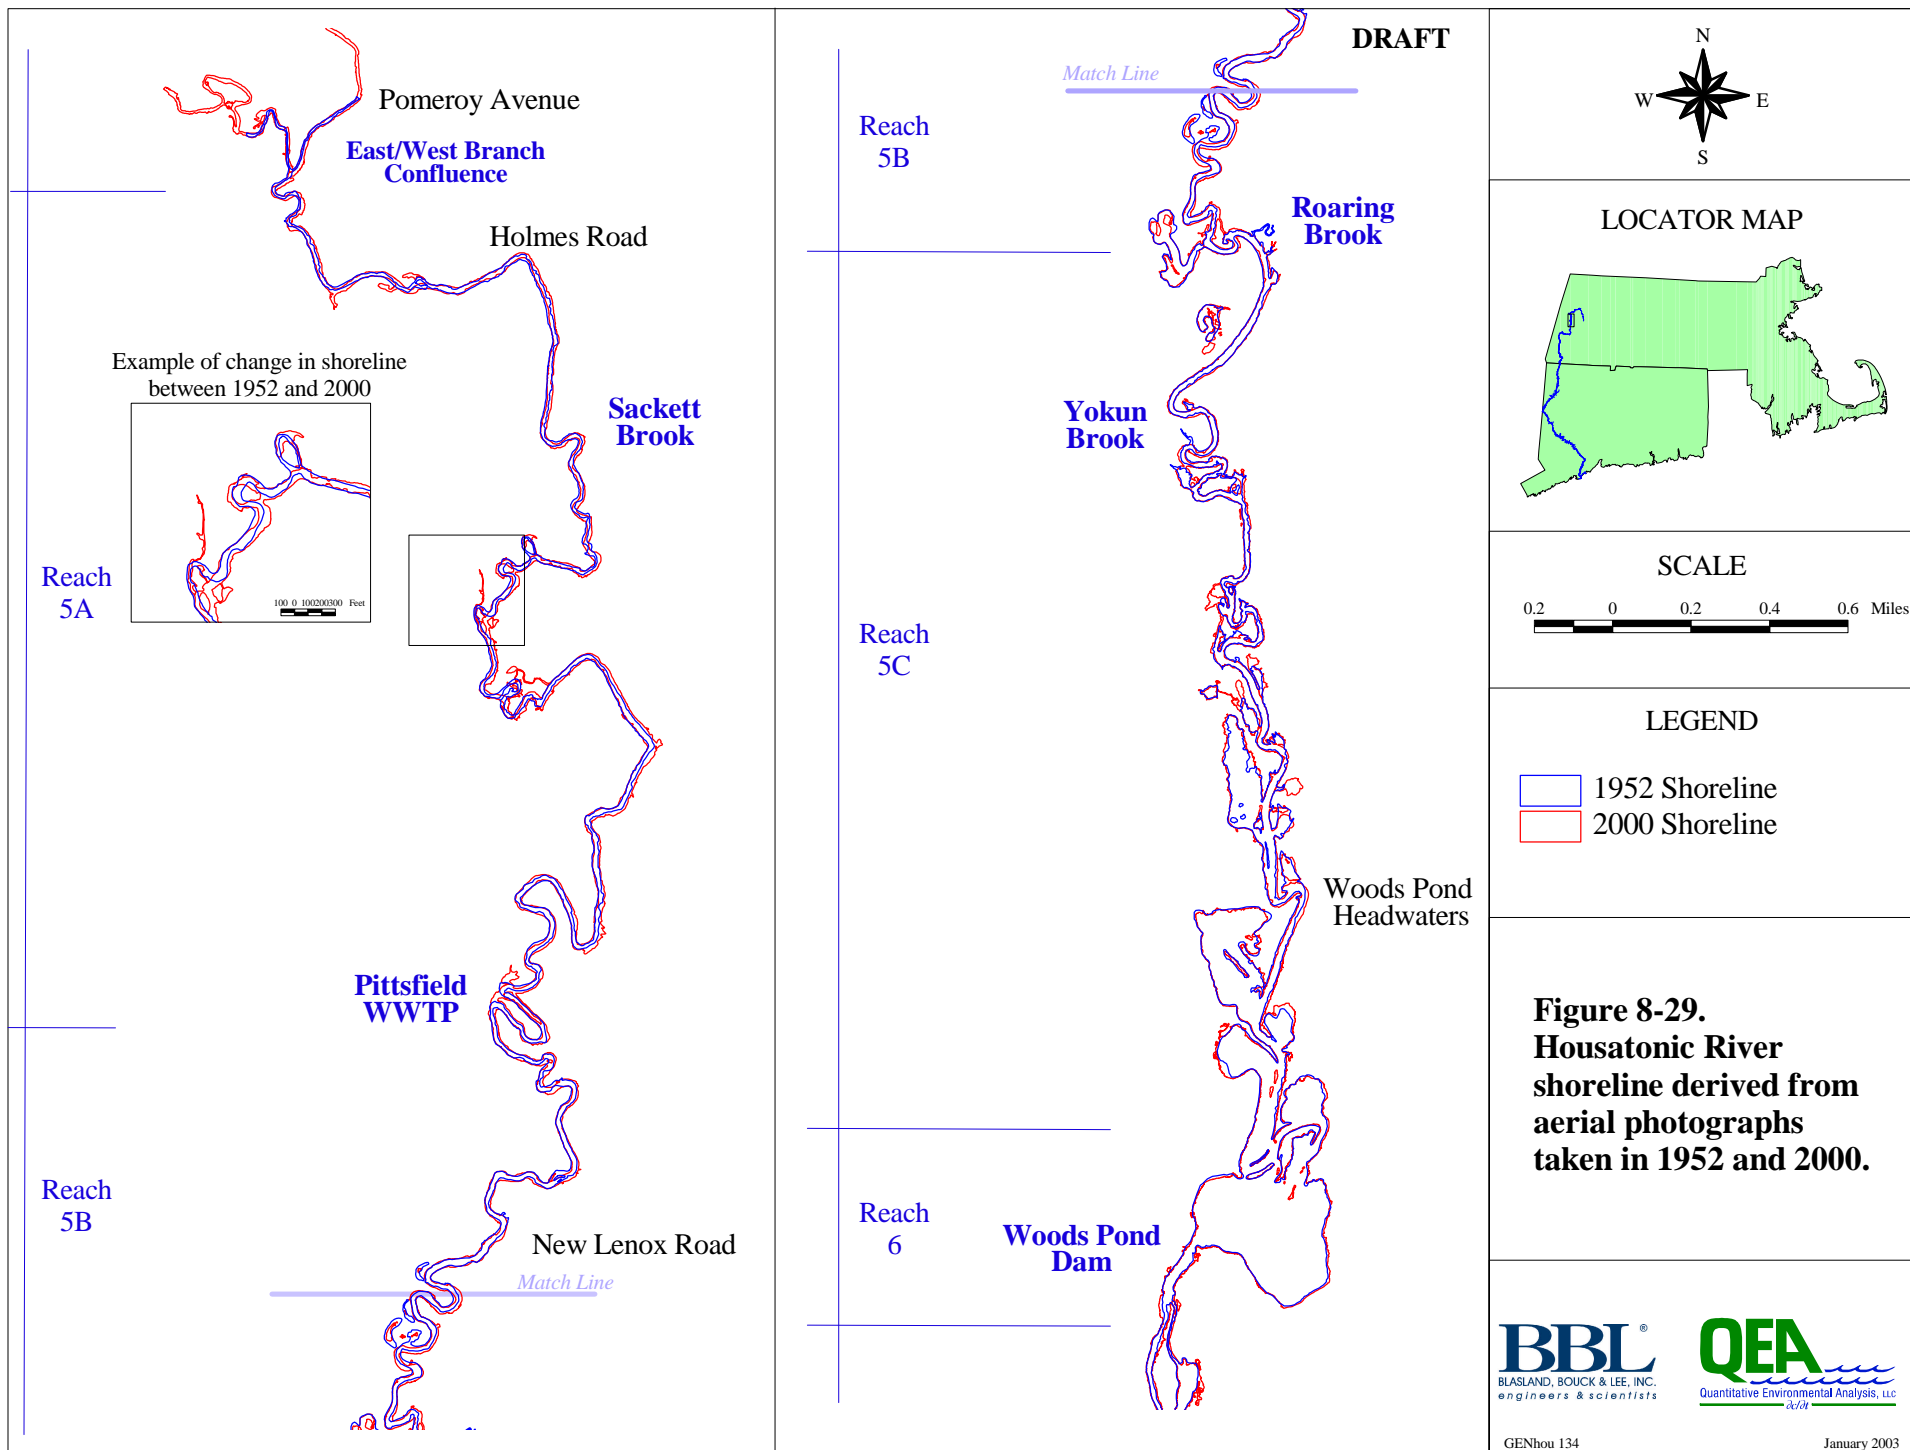 Pomeroy Avenue
East/West Branch
Confluence
Holmes Road
Example of change in shoreline
between 1952 and 2000
100 0 100200300 Feet
Sackett
Brook
Reach
5A
Pittsfield
WWTP
Reach
5B
New Lenox Road
Match Line
DRAFT
Match Line
Reach
5B
Roaring
Brook
Yokun
Brook
Reach
5C
Woods Pond
Headwaters
Reach
6
Woods Pond
Dam
N
W E
S
LOCATOR MAP
SCALE
0.2 0 0.2 0.4 0.6 Miles
LEGEND
1952 Shoreline
2000 Shoreline
Figure 8-29.
Housatonic River
shoreline derived from
aerial photographs
taken in 1952 and 2000.
BBL®
BLASLAND, BOUCK & LEE, INC.
engineers & scientists
QEA
Quantitative Environmental Analysis, LLC
∂c/∂t
GENhou 134
January 2003